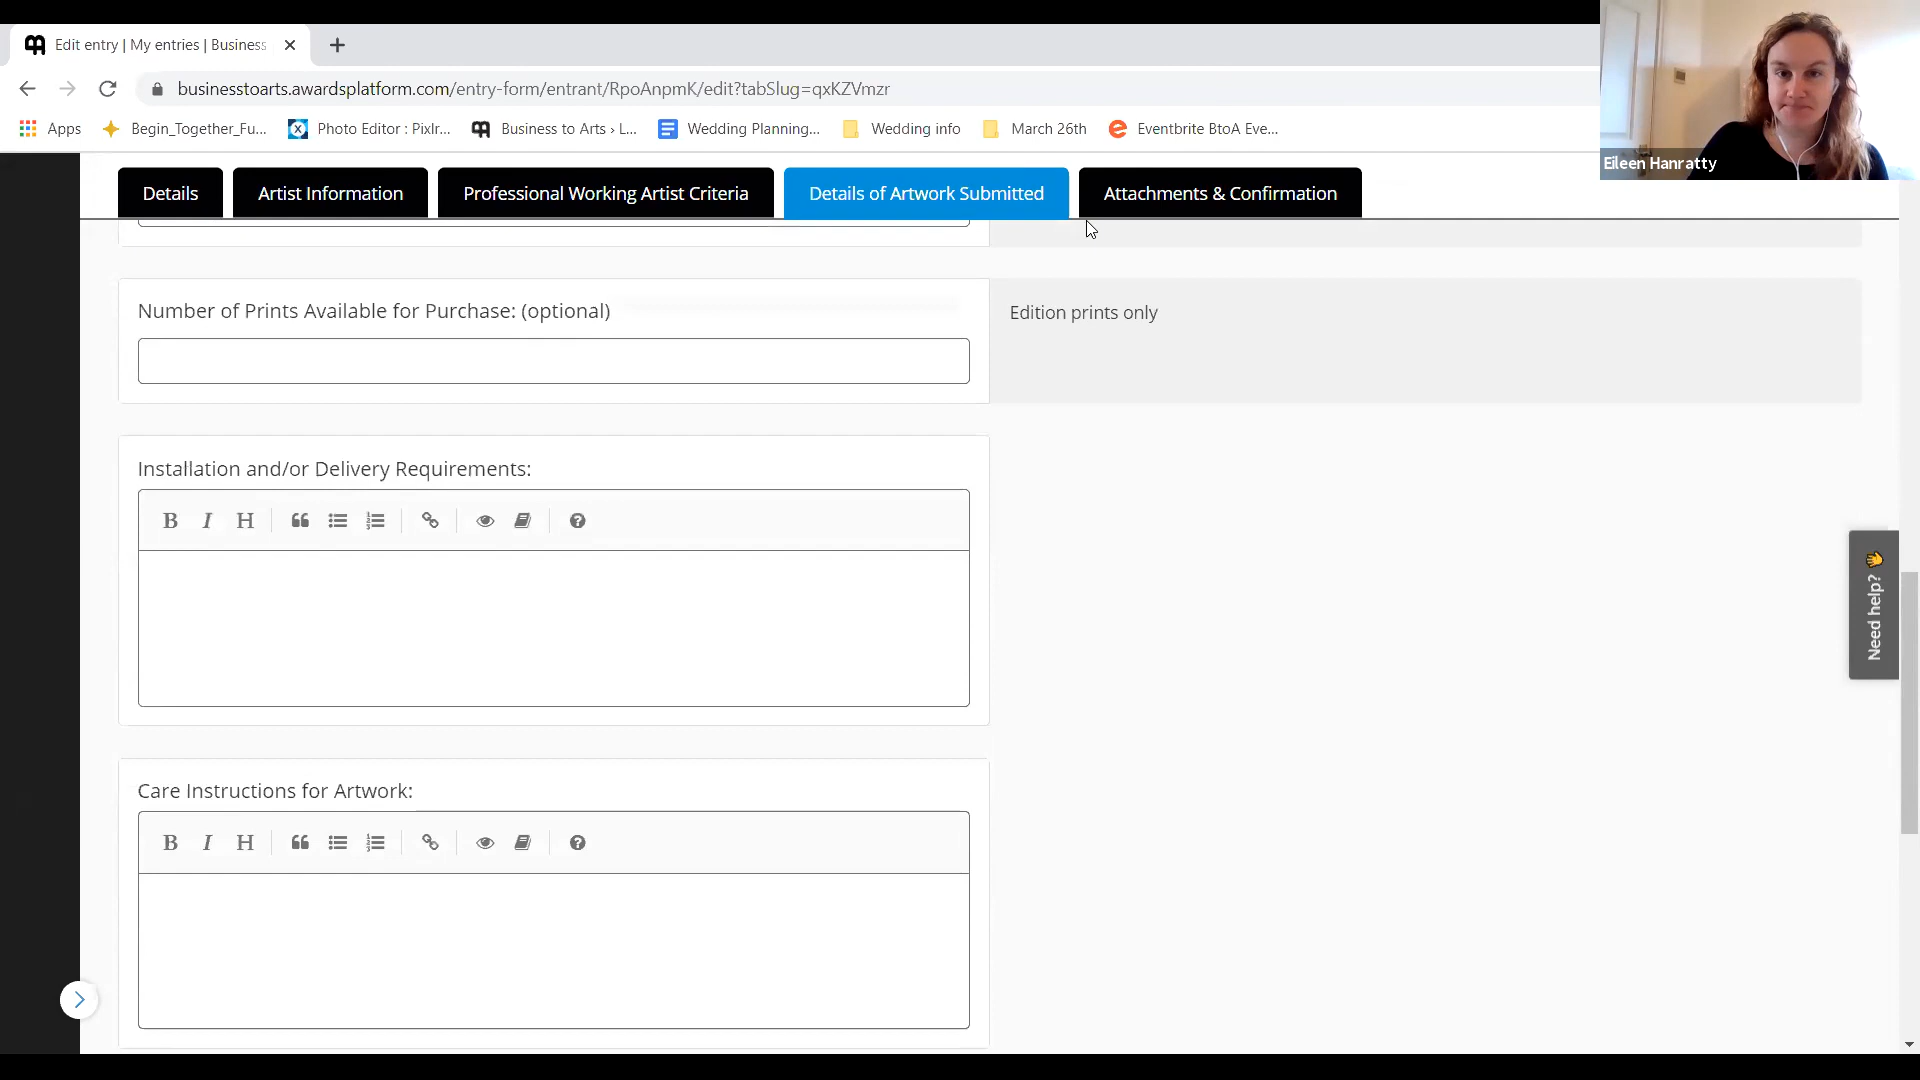 Edit entry | My entries | Business
businesstoarts.awardsplatform.com/entry-form/entrant/RpoAnpmK/edit?tabSlug=qxKZVmzr
Apps Begin_Together_Fu... Photo Editor : Pixlr... Business to Arts › L... Wedding Planning... Wedding info March 26th Eventbrite BtoA Eve...
Eileen Hanratty
Details Artist Information Professional Working Artist Criteria Details of Artwork Submitted Attachments & Confirmation
Number of Prints Available for Purchase: (optional)
Edition prints only
Installation and/or Delivery Requirements:
B I H
Need help?
Care Instructions for Artwork:
B I H